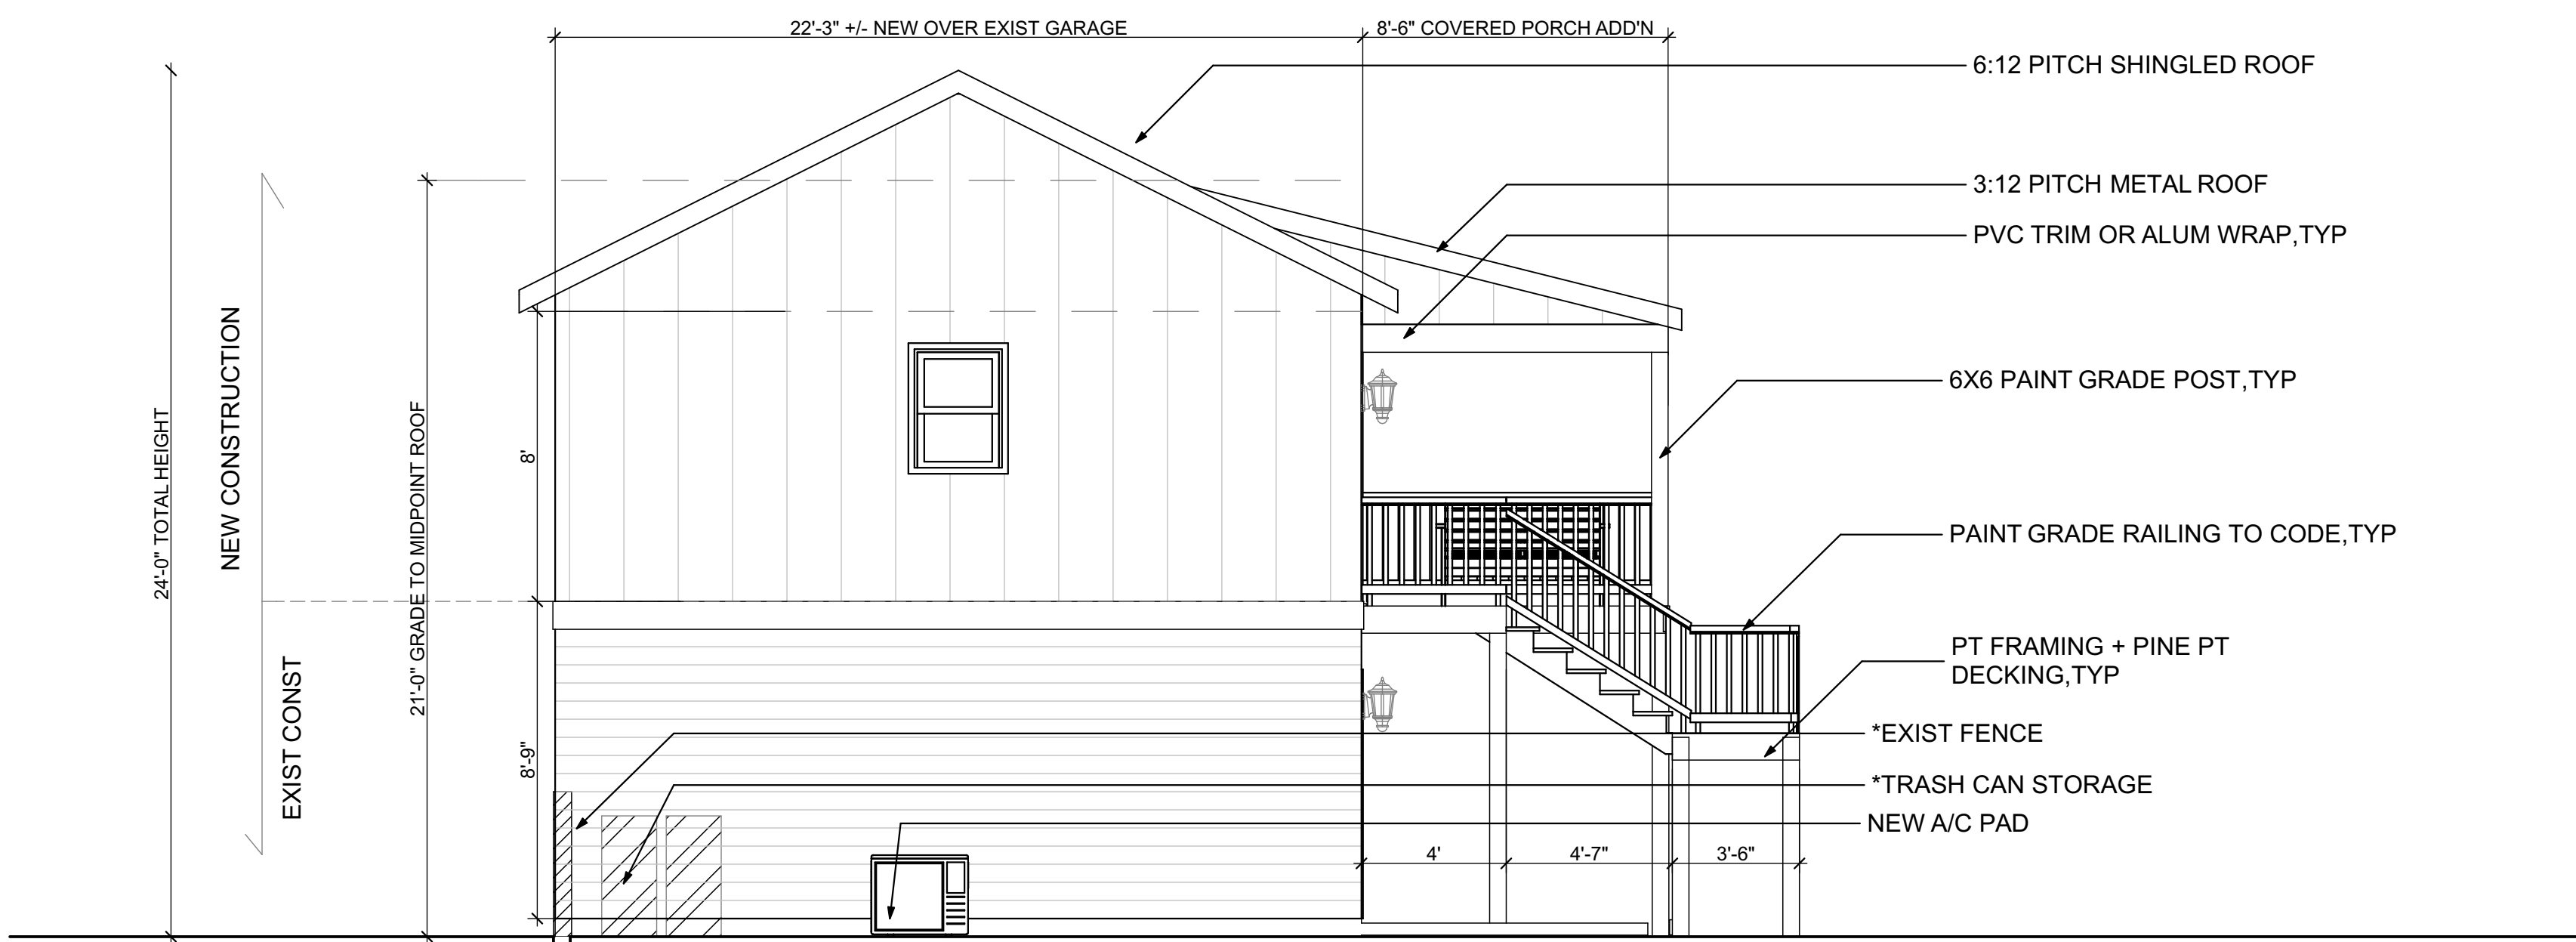 22'-3" +/- NEW OVER EXIST GARAGE
8'-6" COVERED PORCH ADD'N
6:12 PITCH SHINGLED ROOF
3:12 PITCH METAL ROOF
PVC TRIM OR ALUM WRAP,TYP
6X6 PAINT GRADE POST,TYP
PAINT GRADE RAILING TO CODE,TYP
PT FRAMING + PINE PT
DECKING,TYP
*EXIST FENCE
*TRASH CAN STORAGE
NEW A/C PAD
24'-0" TOTAL HEIGHT
NEW CONSTRUCTION
EXIST CONST
21'-0" GRADE TO MIDPOINT ROOF
8'
8'-9"
4'
4'-7"
3'-6"